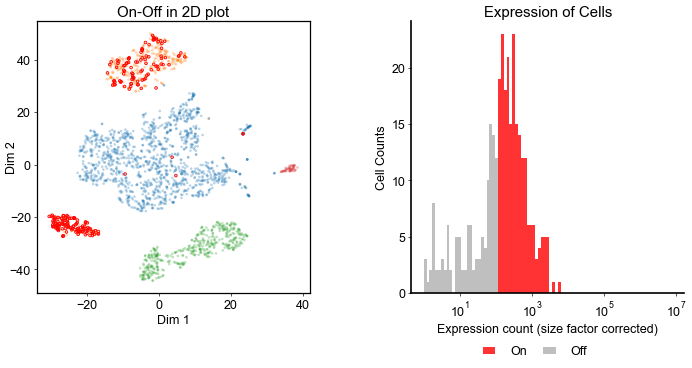 On-Off in 2D plot
Dim 2
40
20
0
−20
−40
−20
0
20
40
Dim 1
Expression of Cells
Cell Counts
20
15
10
5
0
10^1
10^3
10^5
10^7
Expression count (size factor corrected)
On
Off